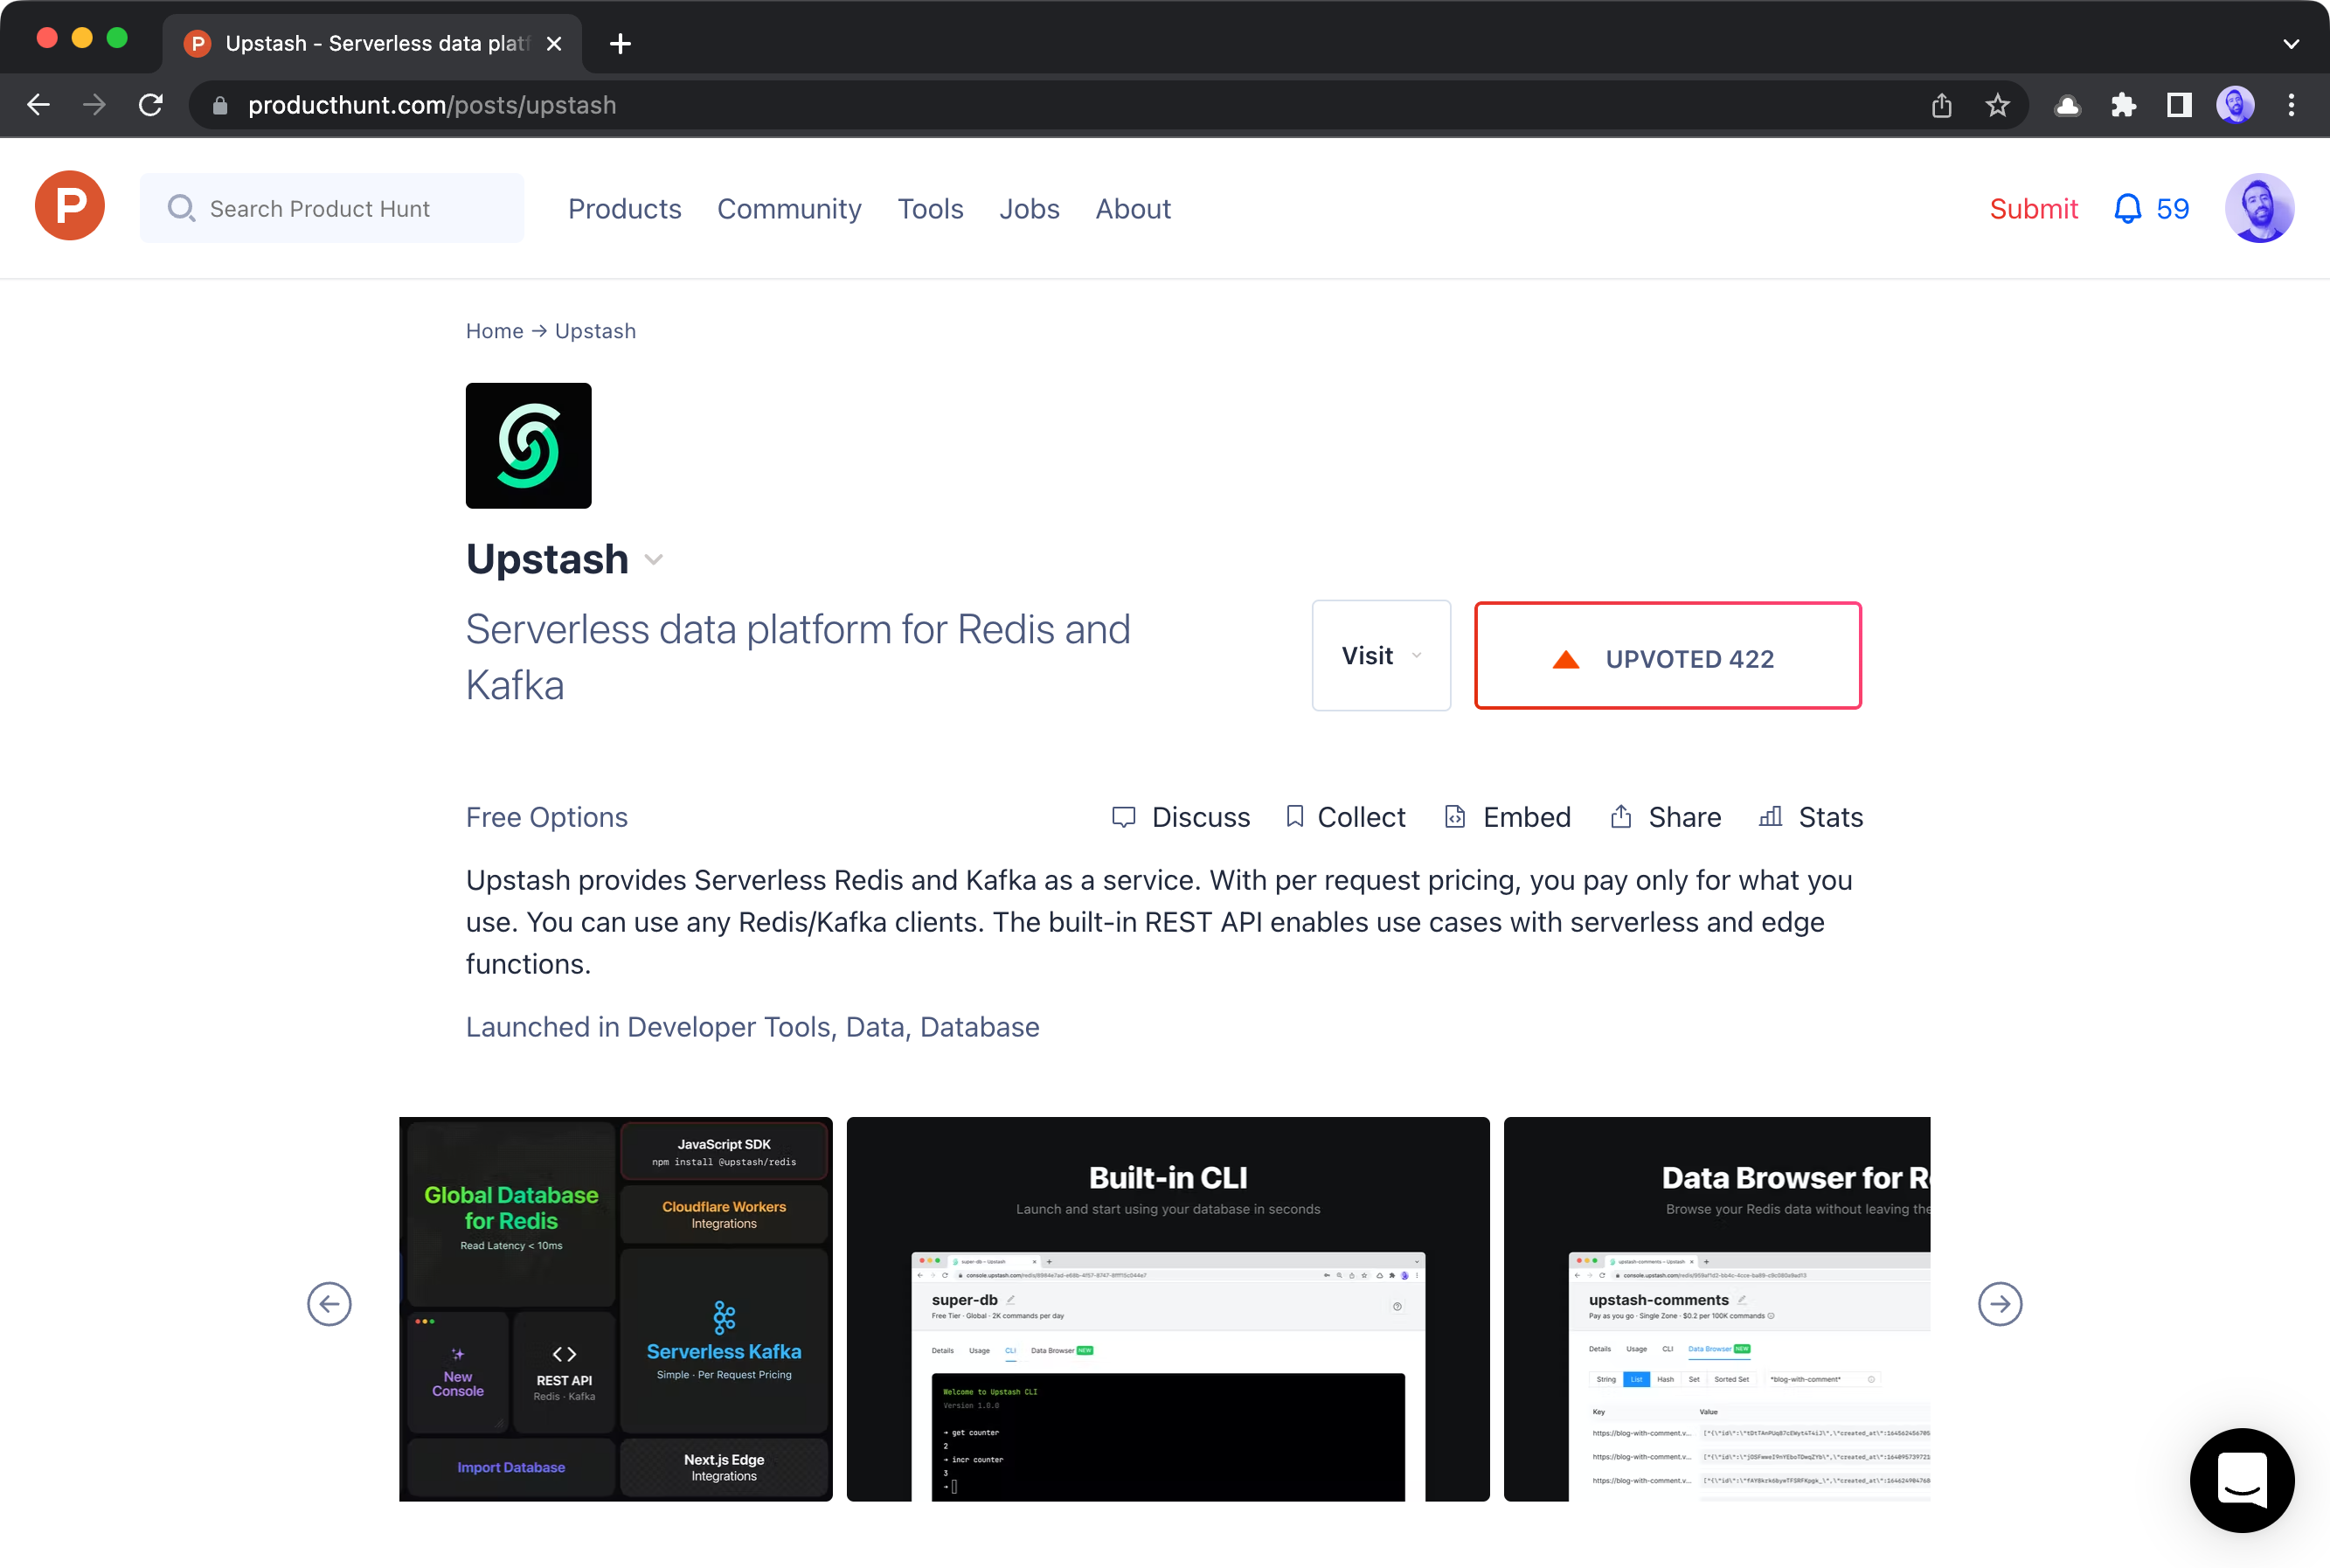 Upstash - Serverless data plat
producthunt.com/posts/upstash
P
Search Product Hunt
Products
Community
Tools
Jobs
About
Submit
59
Home → Upstash
Upstash
Serverless data platform for Redis and
Kafka
Visit
UPVOTED 422
Free Options
Discuss
Collect
Embed
Share
Stats
Upstash provides Serverless Redis and Kafka as a service. With per request pricing, you pay only for what you
use. You can use any Redis/Kafka clients. The built-in REST API enables use cases with serverless and edge
functions.
Launched in Developer Tools, Data, Database
Global Database
for Redis
Read Latency < 10ms
JavaScript SDK
npm install @upstash/redis
Cloudflare Workers
Integrations
New
Console
REST API
Redis · Kafka
Serverless Kafka
Simple · Per Request Pricing
Import Database
Next.js Edge
Integrations
Built-in CLI
Launch and start using your database in seconds
super-db – Upstash
super-db
Free Tier · Global · 2K commands per day
Details
Usage
CLI
Data Browser NEW
Welcome to Upstash CLI
Version 1.0.0
→ get counter
2
→ incr counter
3
→
Data Browser for R
Browse your Redis data without leaving the
upstash-comments – Upstash
upstash-comments
Pay as you go · Single Zone · $0.2 per 100K commands
Details
Usage
CLI
Data Browser NEW
String
List
Hash
Set
Sorted Set
*blog-with-comment*
Key
Value
https://blog-with-comment.v...
https://blog-with-comment.v...
https://blog-with-comment.v...